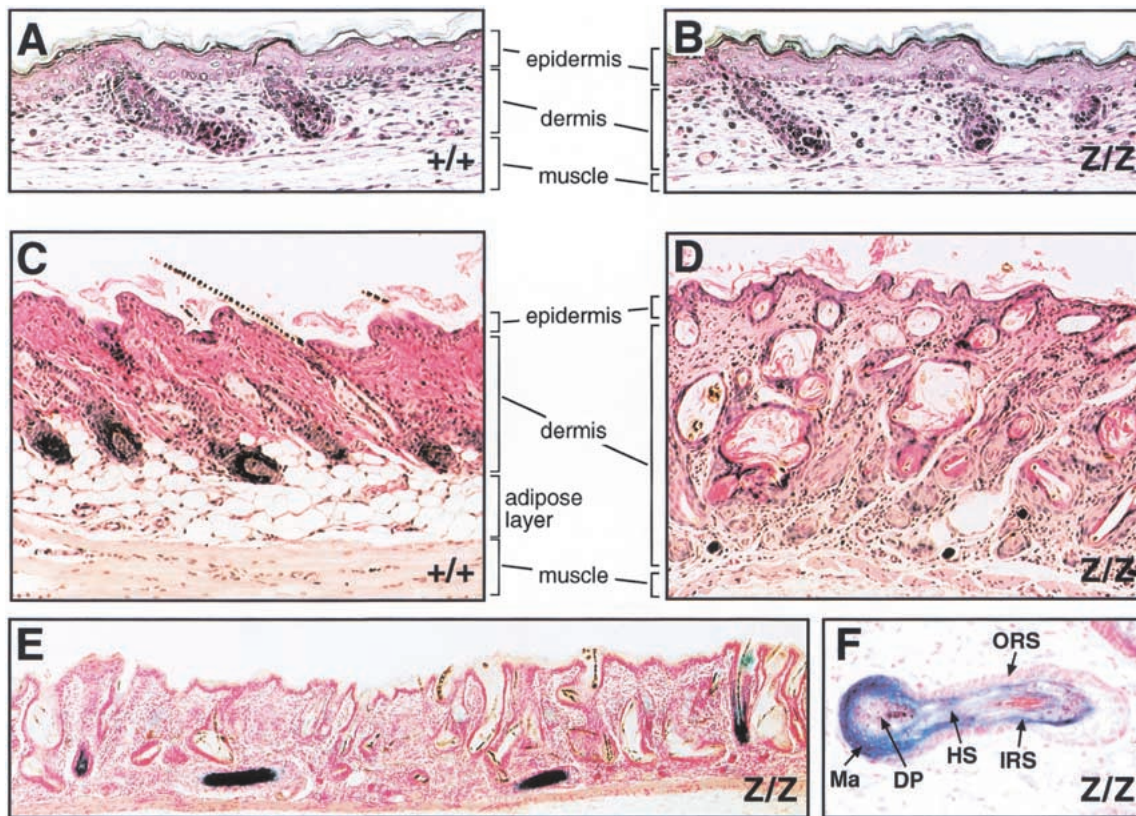 A
+/+
epidermis
dermis
muscle
B
Z/Z
C
+/+
epidermis
dermis
adipose
layer
muscle
D
Z/Z
E
Z/Z
F
ORS
Ma
DP
HS
IRS
Z/Z